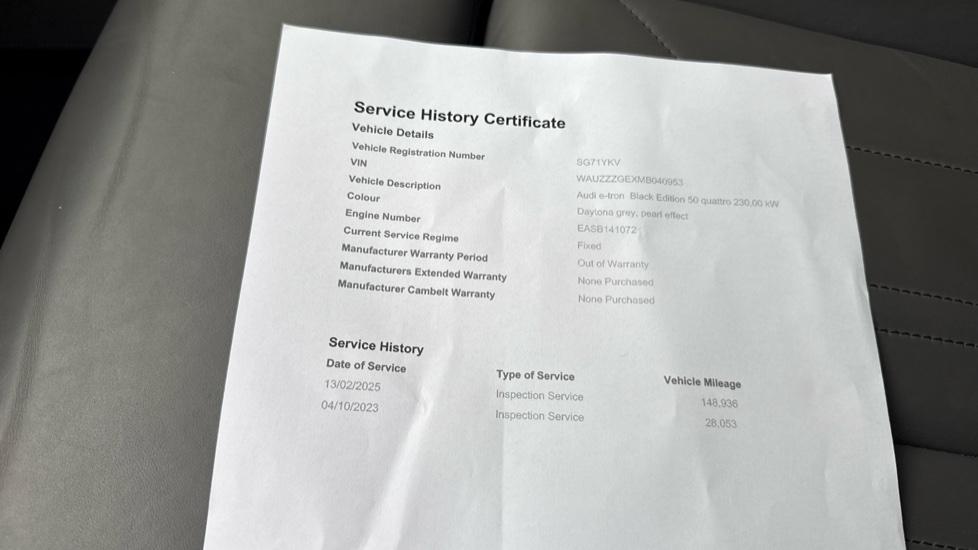 Service History Certificate
Vehicle Details
Vehicle Registration Number SG71YKV
VIN WAUZZZGEXMB040953
Vehicle Description Audi e-tron Black Edition 50 quattro 230,00 kW
Colour Daytona grey, pearl effect
Engine Number EASB141072
Current Service Regime Fixed
Manufacturer Warranty Period Out of Warranty
Manufacturers Extended Warranty None Purchased
Manufacturer Cambelt Warranty None Purchased
Service History
Date of Service Type of Service Vehicle Mileage
13/02/2025 Inspection Service 148,936
04/10/2023 Inspection Service 28,053